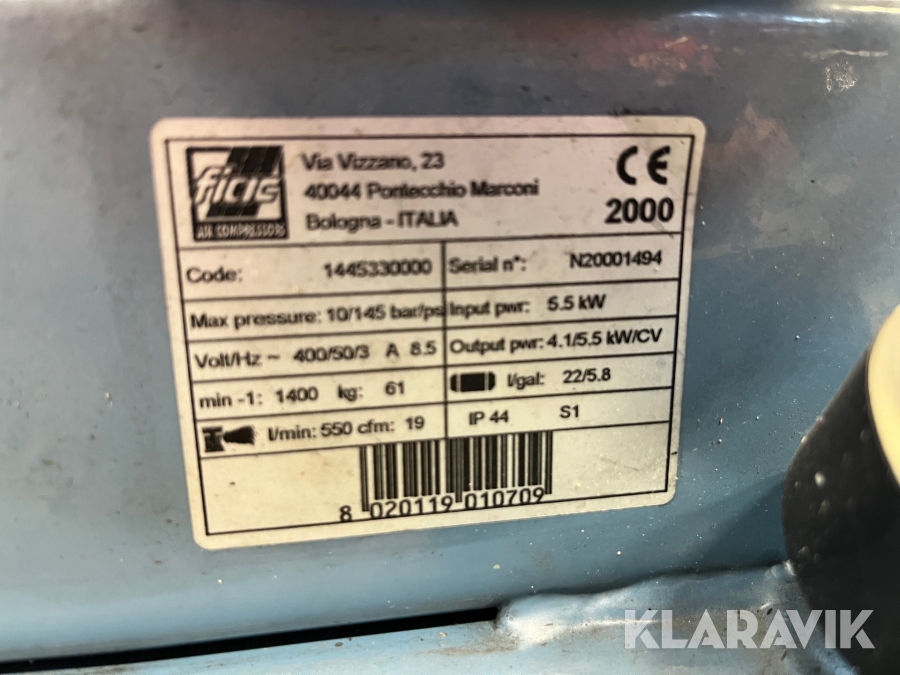 fiac
AIR COMPRESSORS
Via Vizzano, 23
40044 Pontecchio Marconi
Bologna - ITALIA
CE
2000
Code: 1445330000 Serial n°: N20001494
Max pressure: 10/145 bar/psi Input pwr: 5.5 kW
Volt/Hz ~ 400/50/3 A 8.5 Output pwr: 4.1/5.5 kW/CV
min -1: 1400 kg: 61 l/gal: 22/5.8
l/min: 550 cfm: 19 IP 44 S1
8 020119 010709
KLARAVIK